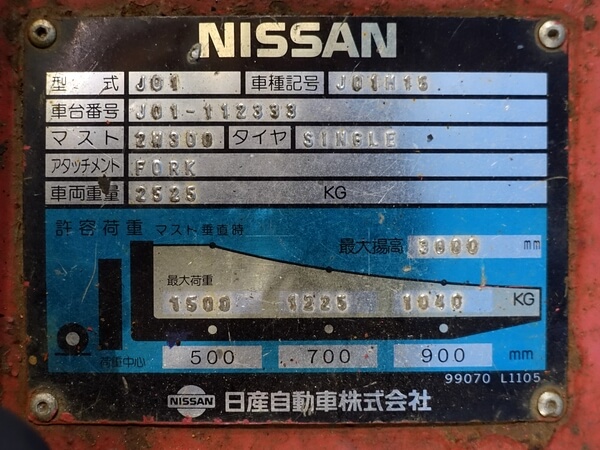 NISSAN
型 式 J01 車種記号 J01M15
車台番号 J01-112333
マスト 2W300 タイヤ SINGLE
アタッチメント FORK
車両重量 2525 KG
許容荷重 マスト垂直時
最大揚高 3000 mm
最大荷重
1500 1225 1040 KG
荷重中心 500 700 900 mm
99070 L1105
NISSAN 日産自動車株式会社